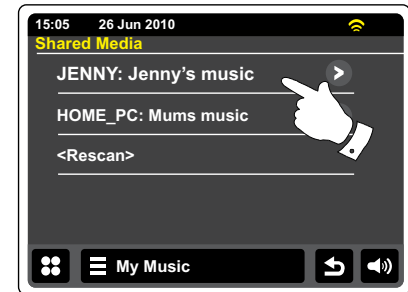 15:05 26 Jun 2010
Shared Media
JENNY: Jenny’s music
HOME_PC: Mums music
<Rescan>
My Music